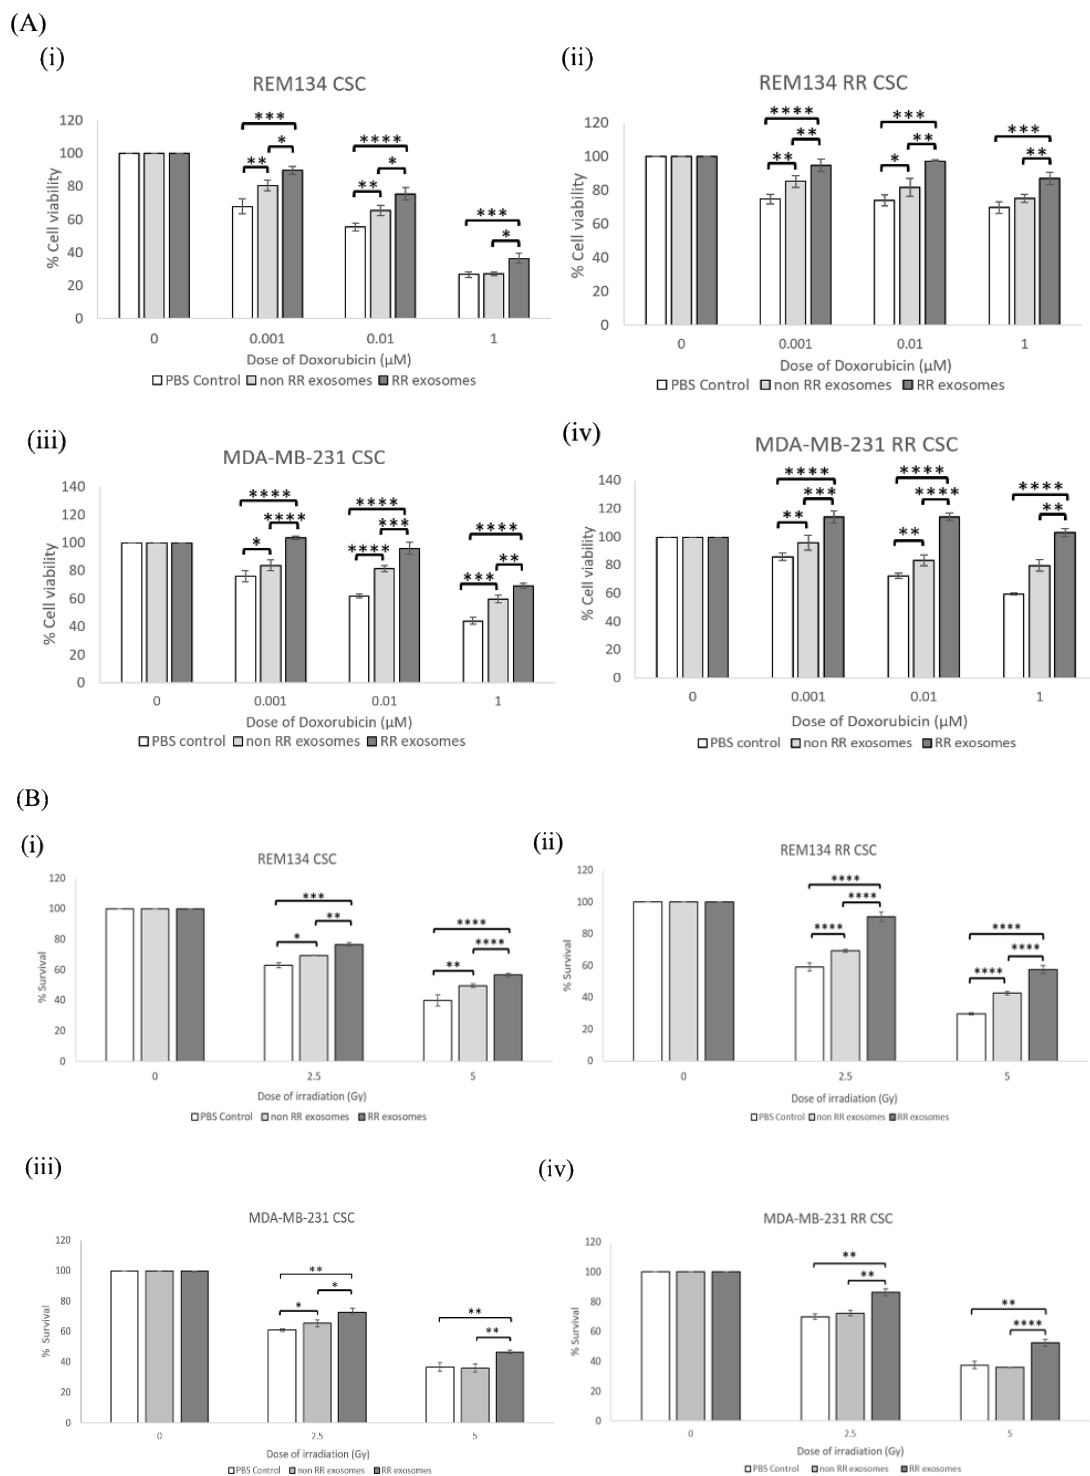 (A)
(i)
REM134 CSC
120
100
80
60
40
20
0
% Cell viability
***
*
**
****
*
**
***
*
0 0.001 0.01 1
Dose of Doxorubicin (µM)
PBS Control non RR exosomes RR exosomes
(ii)
REM134 RR CSC
120
100
80
60
40
20
0
% Cell viability
****
**
**
***
**
*
***
**
0 0.001 0.01 1
Dose of Doxorubicin (µM)
PBS Control non RR exosomes RR exosomes
(iii)
MDA-MB-231 CSC
140
120
100
80
60
40
20
0
% Cell viability
****
****
*
****
***
****
****
**
***
0 0.001 0.01 1
Dose of Doxorubicin (µM)
PBS control non RR exosomes RR exosomes
(iv)
MDA-MB-231 RR CSC
140
120
100
80
60
40
20
0
% Cell viability
****
***
**
****
****
**
****
**
0 0.001 0.01 1
Dose of Doxorubicin (µM)
PBS control non RR exosomes RR exosomes
(B)
(i)
REM134 CSC
120
100
80
60
40
20
0
% Survival
***
**
*
****
****
**
0 2.5 5
Dose of irradiation (Gy)
PBS Control non RR exosomes RR exosomes
(ii)
REM134 RR CSC
120
100
80
60
40
20
0
% Survival
****
****
****
****
****
****
0 2.5 5
Dose of irradiation (Gy)
PBS Control non RR exosomes RR exosomes
(iii)
MDA-MB-231 CSC
120
100
80
60
40
20
0
% Survival
**
*
*
**
**
0 2.5 5
Dose of irradiation (Gy)
PBS Control non RR exosomes RR exosomes
(iv)
MDA-MB-231 RR CSC
120
100
80
60
40
20
0
% Survival
**
**
**
****
0 2.5 5
Dose of irradiation (Gy)
PBS Control non RR exosomes RR exosomes